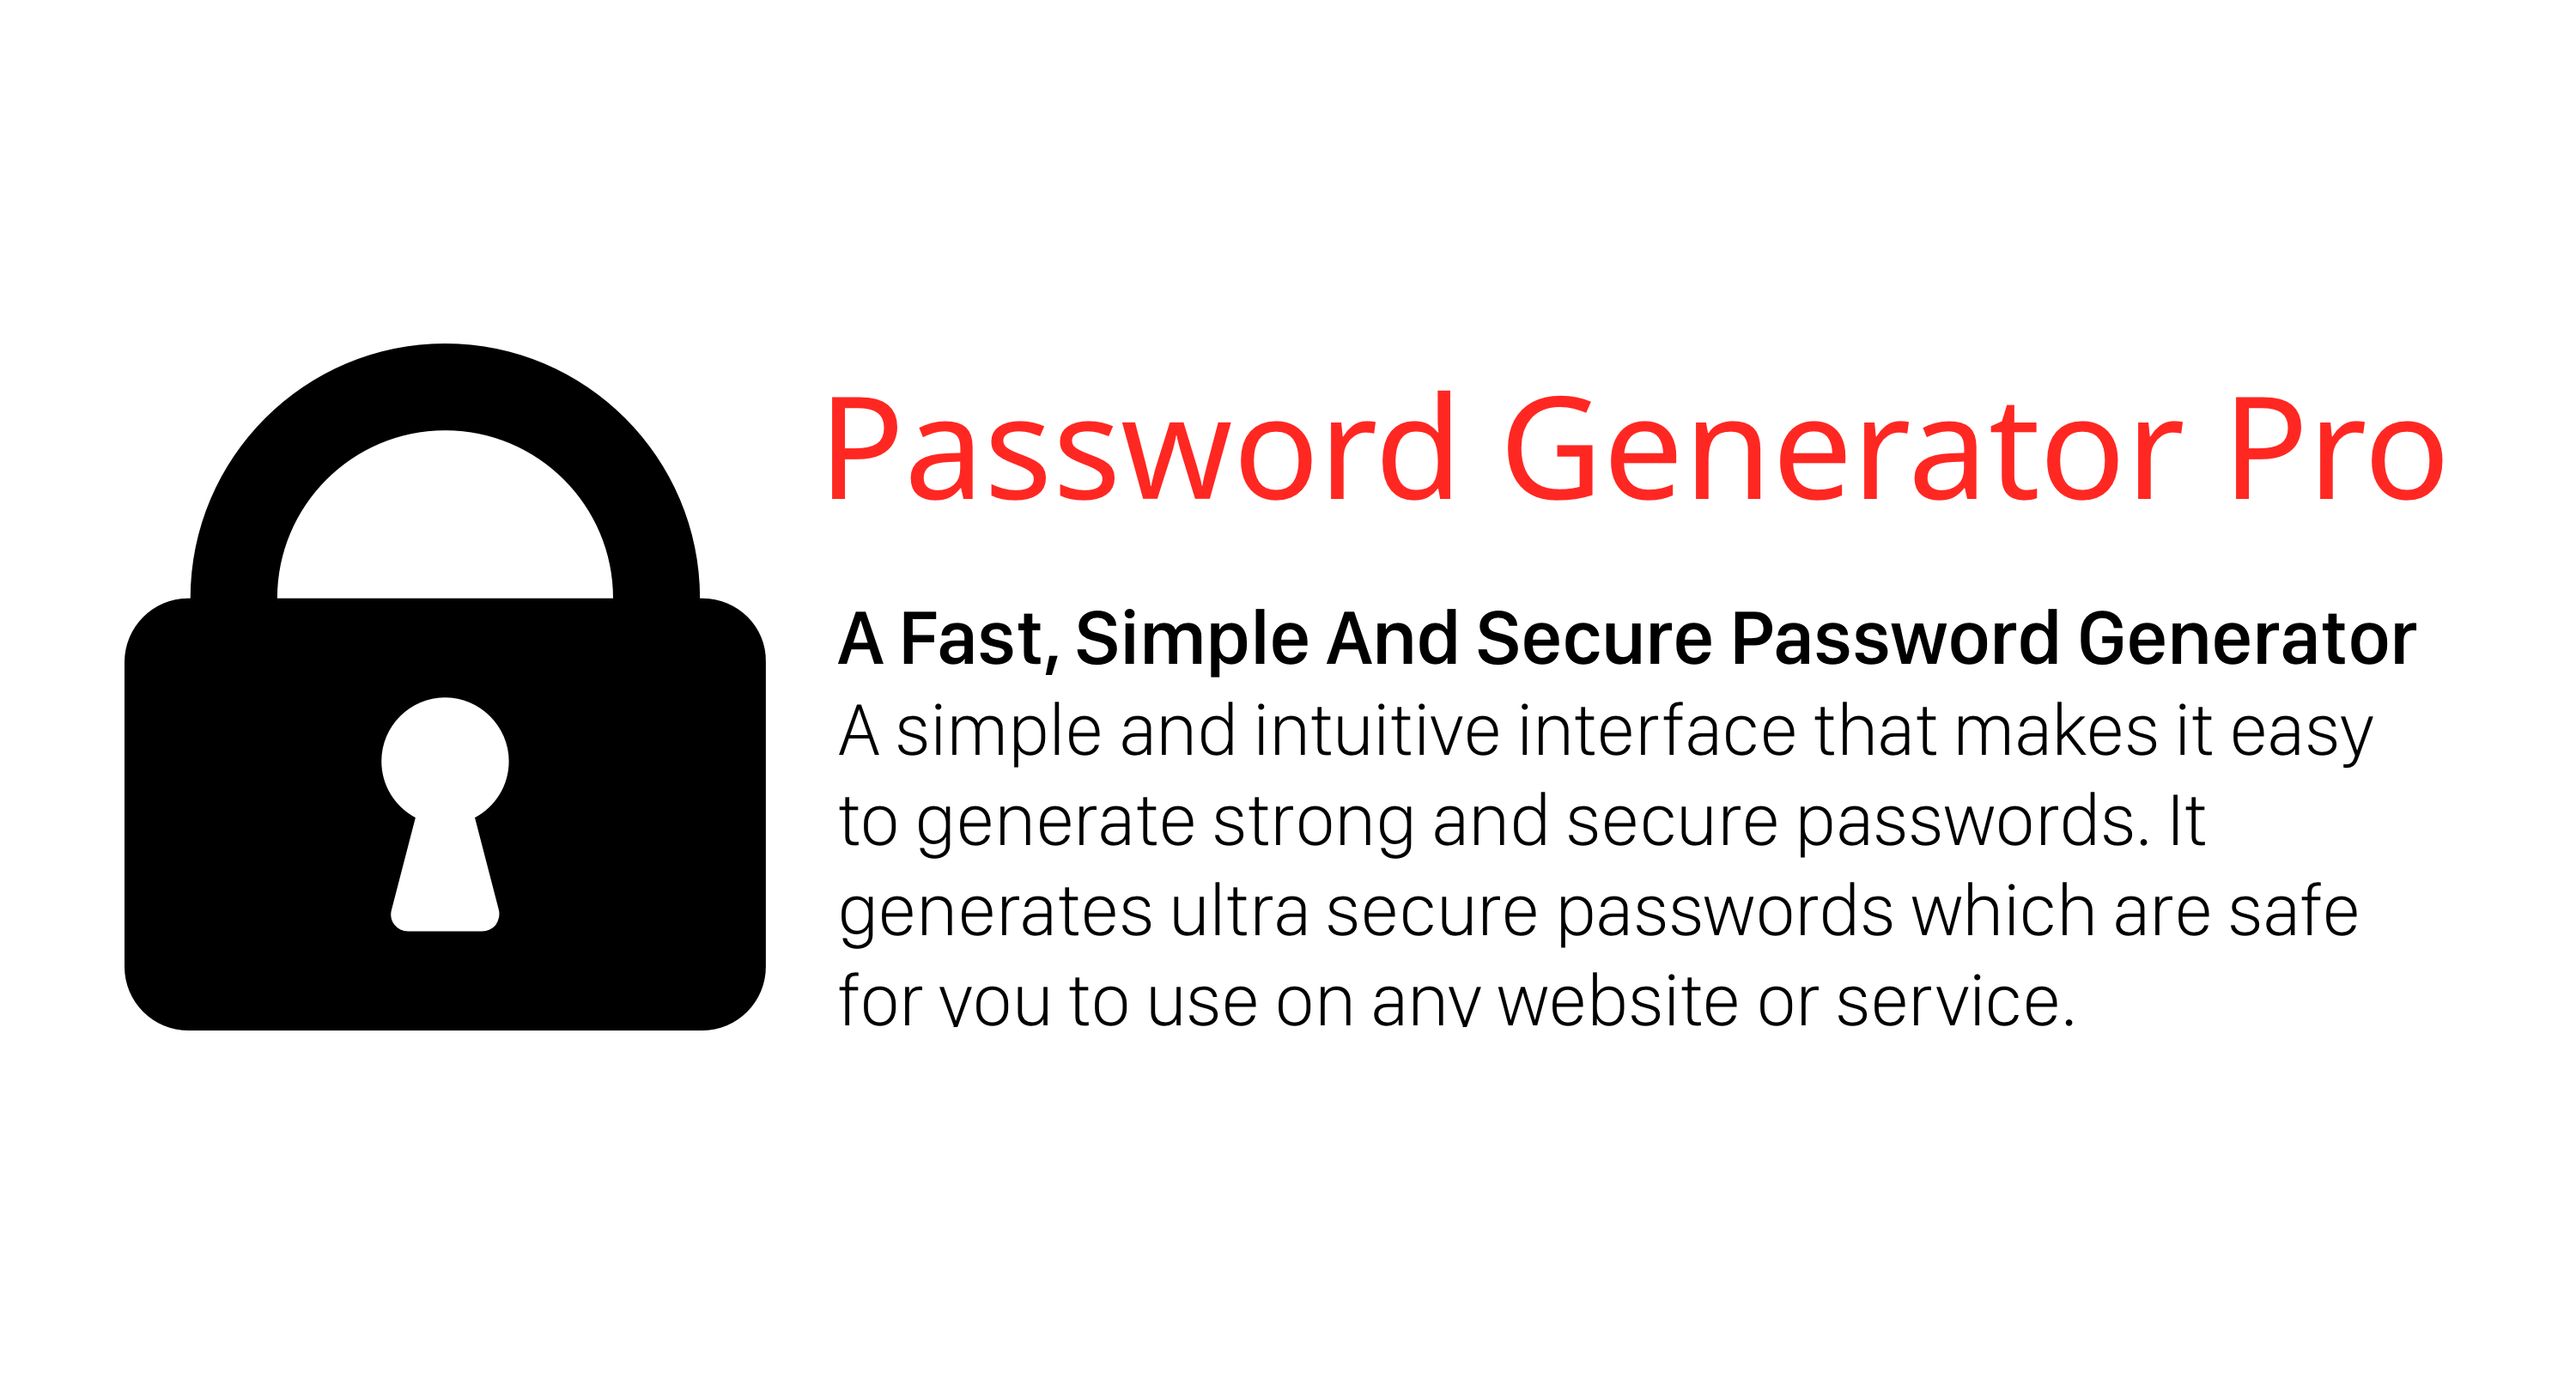 Password Generator Pro
A Fast, Simple And Secure Password Generator
A simple and intuitive interface that makes it easy
to generate strong and secure passwords. It
generates ultra secure passwords which are safe
for you to use on any website or service.